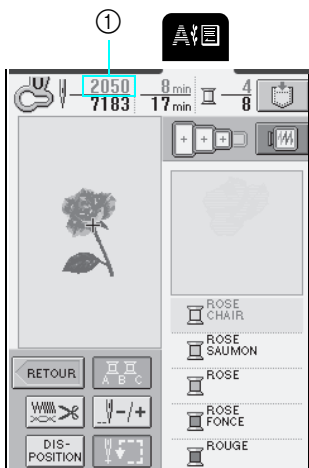 1
A
U
2050
7183
8 min
17 min
4
8
ROSE
CHAIR
ROSE
SAUMON
ROSE
ROSE
FONCE
ROUGE
RETOUR
A B C
-/+
DIS-
POSITION